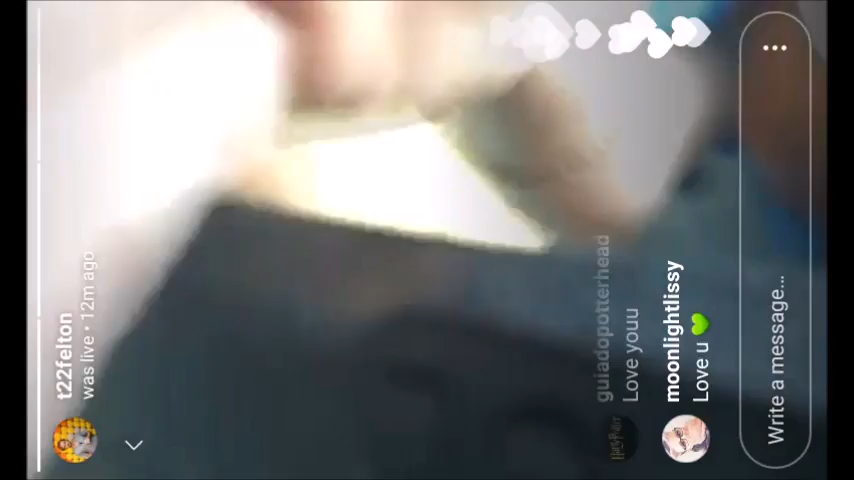 t22felton
was live • 12m ago
guiadopotterhead
Love youu
moonlightlissy
Love u 💚
Write a message...